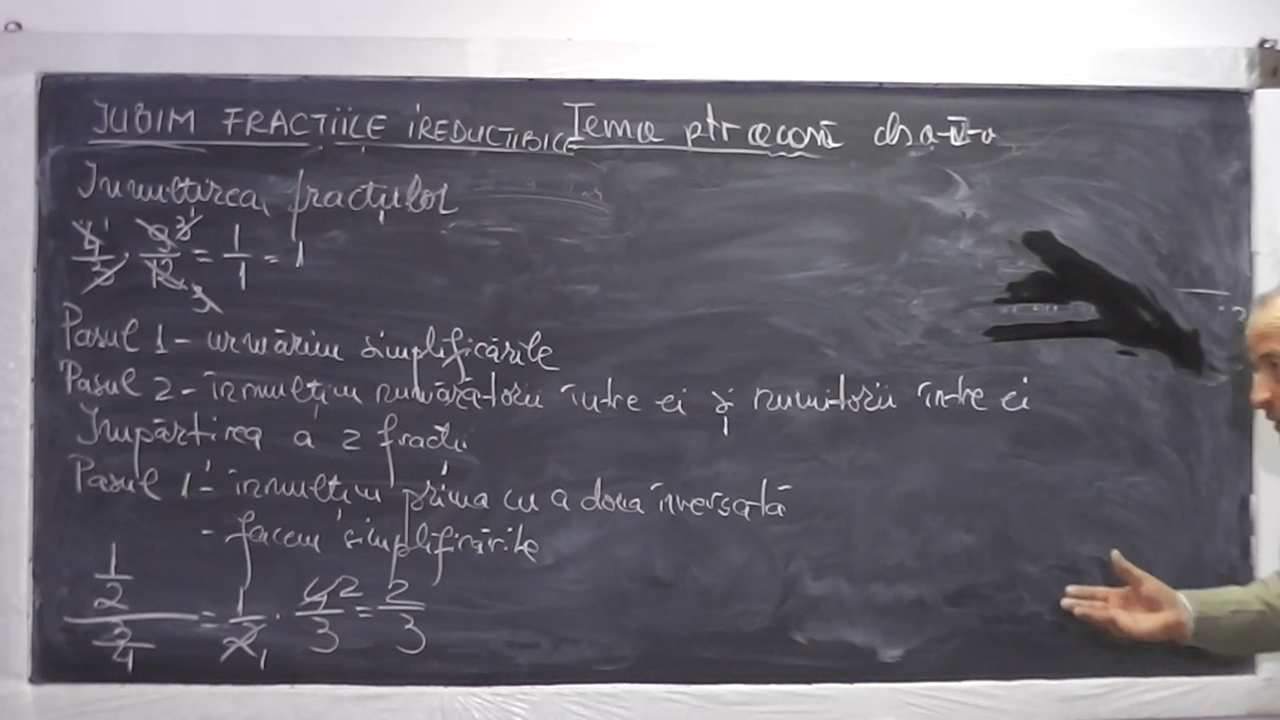 IUBIM FRACȚIILE IREDUCTIBILE Tema ptr acasă cls a-V-a
Înmulțirea fracțiilor
4/3 · 9/12 = 1/1 = 1
Pasul 1 - urmărim simplificările
Pasul 2 - înmulțim numărătorii între ei și numitorii între ei
Împărțirea a 2 fracții
Pasul 1 - înmulțim prima cu a doua inversată
- facem simplificările
1/2 / 3/4 = 1/2 · 4/3 = 2/3